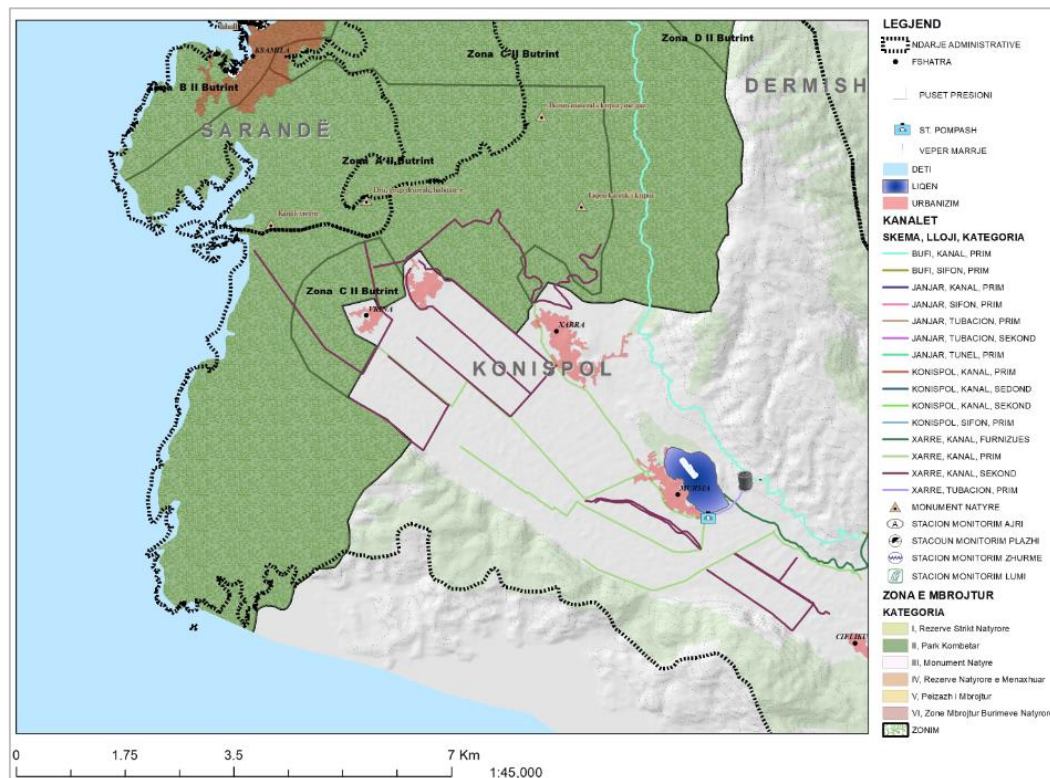 KSAMILA
Zona B II Butrint
Zona C II Butrint
Zona D II Butrint
DERMISH
SARANDË
Zona A II Butrint
Zona C II Butrint
VRINA
XARRA
KONISPOL
MURSIA
0 1.75 3.5 7 Km
1:45,000
LEGJEND
NDARJE ADMINISTRATIVE
FSHATRA
PUSET PRESIONI
ST. POMPASH
VEPER MARRJE
DETI
LIQEN
URBANIZIM
KANALET
SKEMA, LLOJI, KATEGORIA
BUFI, KANAL, PRIM
BUFI, SIFON, PRIM
JANJAR, KANAL, PRIM
JANJAR, SIFON, PRIM
JANJAR, TUBACION, PRIM
JANJAR, TUBACION, SEKOND
JANJAR, TUNEL, PRIM
KONISPOL, KANAL, PRIM
KONISPOL, KANAL, SEDOND
KONISPOL, KANAL, SEKOND
KONISPOL, SIFON, PRIM
XARRE, KANAL, FURNIZUES
XARRE, KANAL, PRIM
XARRE, KANAL, SEKOND
XARRE, TUBACION, PRIM
MONUMENT NATYRE
STACION MONITORIM AJRI
STACOUN MONITORIM PLAZHI
STACION MONITORIM ZHURME
STACION MONITORIM LUMI
ZONA E MBROJTUR
KATEGORIA
I, Rezerve Strikt Natyrore
II, Park Kombetar
III, Monument Natyre
IV, Rezerve Natyrore e Menaxhuar
V, Peizazh i Mbrojtur
VI, Zone Mbrojtur Burimeve Natyrore
ZONIM